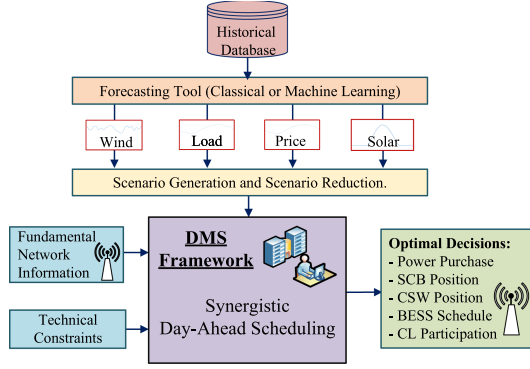 Historical
Database
Forecasting Tool (Classical or Machine Learning)
Wind
Load
Price
Solar
Scenario Generation and Scenario Reduction.
Fundamental
Network
Information
Technical
Constraints
DMS
Framework
Synergistic
Day-Ahead Scheduling
Optimal Decisions:
- Power Purchase
- SCB Position
- CSW Position
- BESS Schedule
- CL Participation